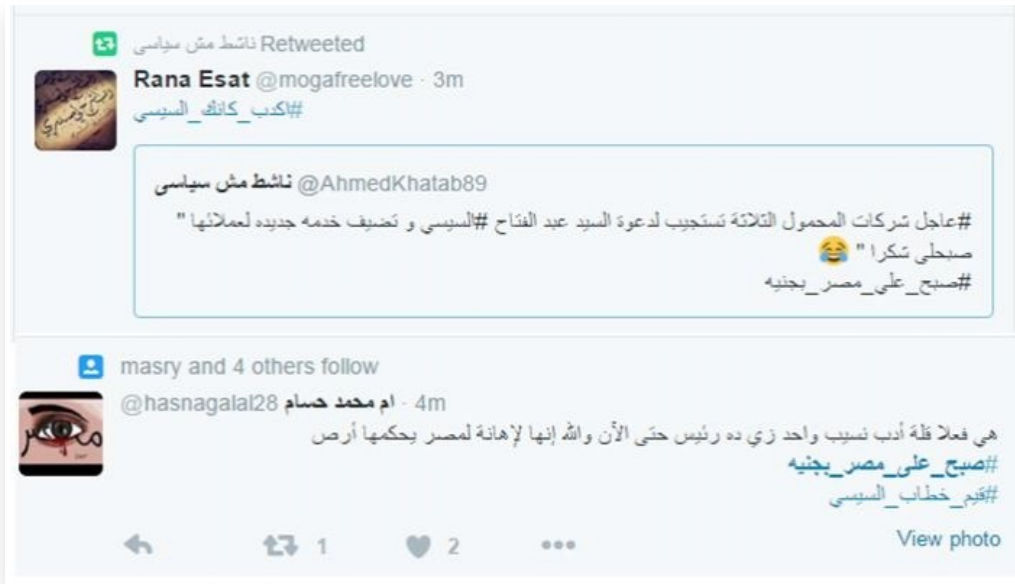 ناشط مش سياسى Retweeted
Rana Esat @mogafreelove · 3m
#اكدب_كانك_السيسي
ناشط مش سياسى @AhmedKhatab89
#عاجل شركات المحمول الثلاثة تستجيب لدعوة السيد عبد الفتاح #السيسي و تضيف خدمه جديده لعملائها "
صبحلى شكرا " 😂
#صبح_علي_مصر_بجنيه
masry and 4 others follow
ام محمد حسام @hasnagalal28 · 4m
هي فعلا قلة أدب نسيب واحد زي ده رئيس حتى الآن والله إنها لإهانة لمصر يحكمها أرص
#صبح_على_مصر_بجنيه
#قيم_خطاب_السيسي
1 2 View photo